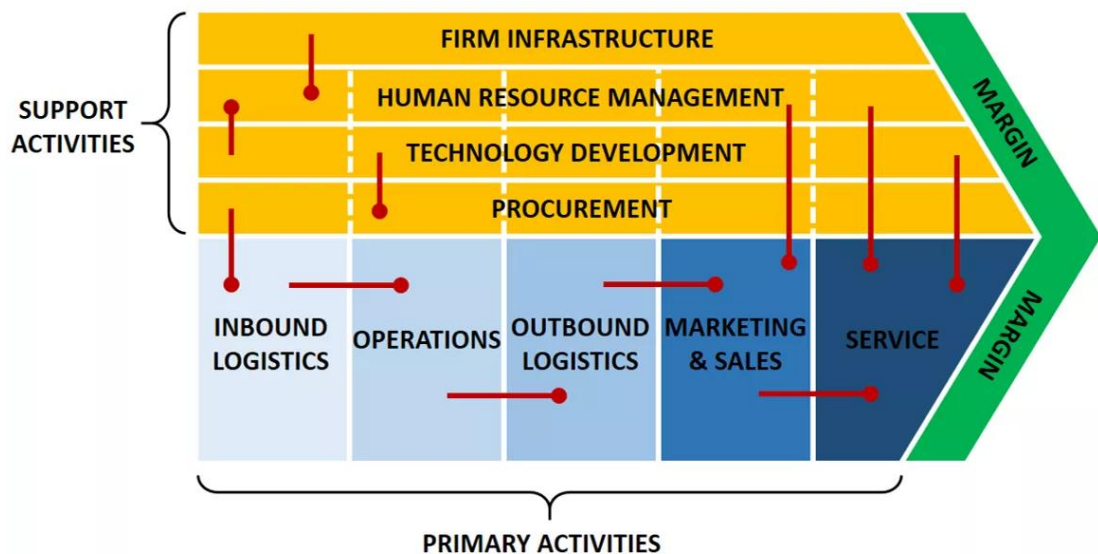 FIRM INFRASTRUCTURE
HUMAN RESOURCE MANAGEMENT
SUPPORT
ACTIVITIES
TECHNOLOGY DEVELOPMENT
PROCUREMENT
MARGIN
MARGIN
INBOUND
LOGISTICS
OPERATIONS
OUTBOUND
LOGISTICS
MARKETING
& SALES
SERVICE
PRIMARY ACTIVITIES